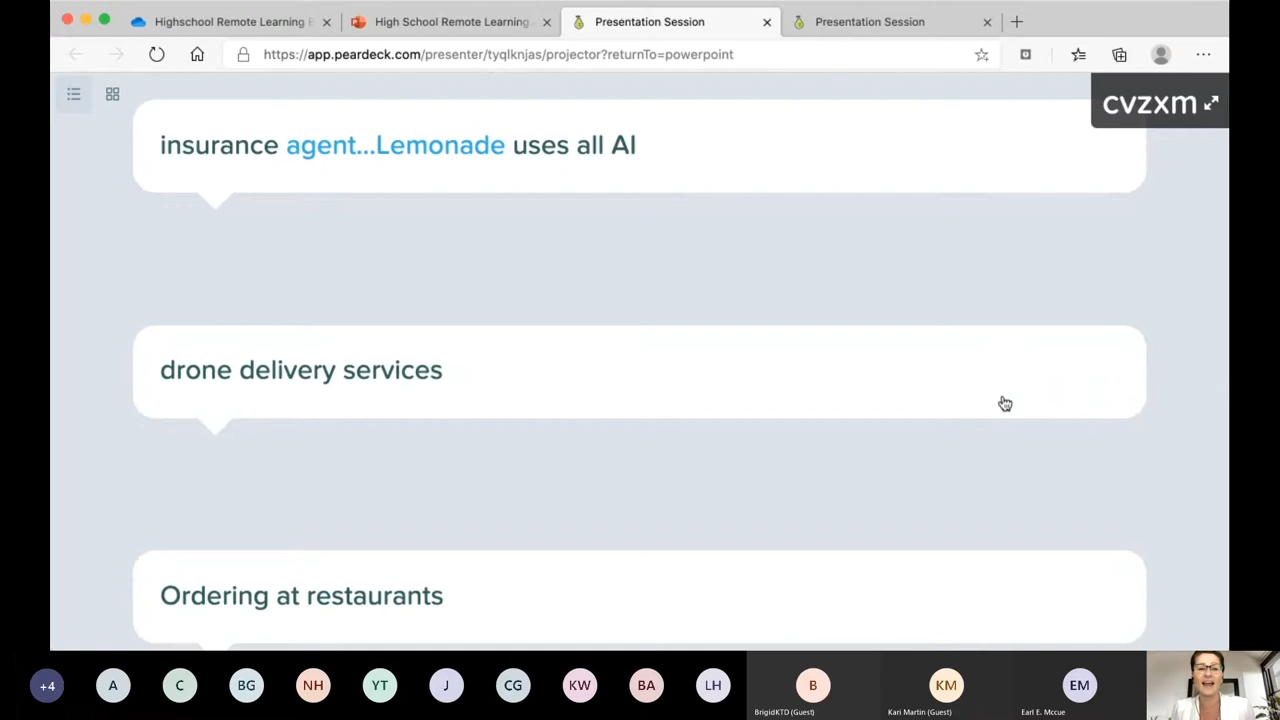 Highschool Remote Learning E
High School Remote Learning
Presentation Session
Presentation Session
https://app.peardeck.com/presenter/tyqlknjas/projector?returnTo=powerpoint
cvzxm
insurance agent...Lemonade uses all AI
drone delivery services
Ordering at restaurants
+4
A
C
BG
NH
YT
J
CG
KW
BA
LH
B
BrigidKTD (Guest)
KM
Kari Martin (Guest)
EM
Earl E. Mccue